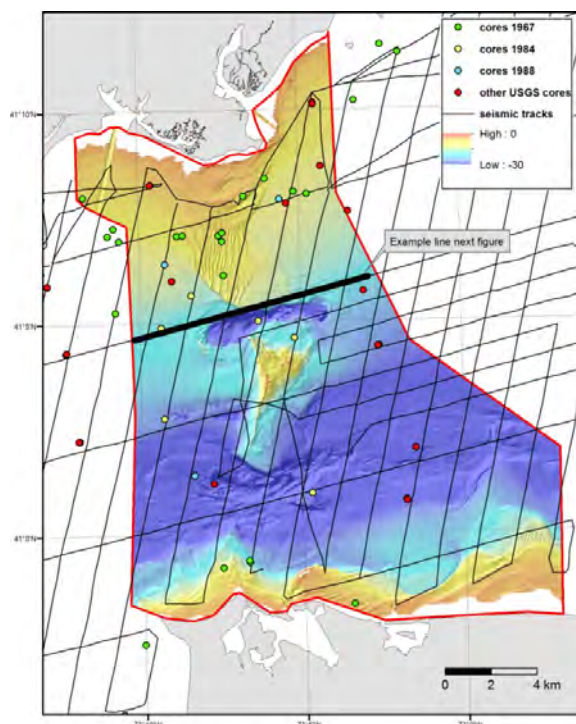 cores 1967
cores 1984
cores 1988
other USGS cores
seismic tracks
High : 0
Low : -30
41°10'
Example line next figure
41°5'N
41°0'N
0 2 4 km